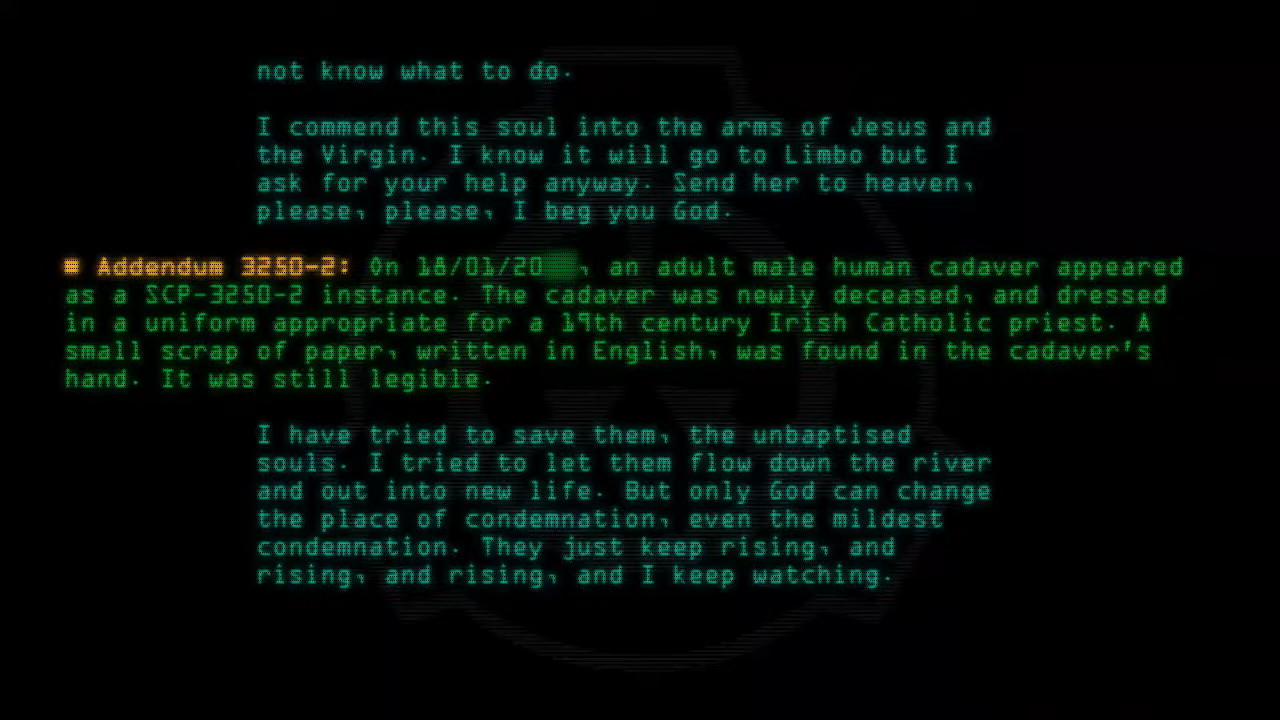 not know what to do.
I commend this soul into the arms of Jesus and
the Virgin. I know it will go to Limbo but I
ask for your help anyway. Send her to heaven,
please, please, I beg you God.
■ Addendum 3250-2: On 18/01/20██, an adult male human cadaver appeared
as a SCP-3250-2 instance. The cadaver was newly deceased, and dressed
in a uniform appropriate for a 19th century Irish Catholic priest. A
small scrap of paper, written in English, was found in the cadaver's
hand. It was still legible.
I have tried to save them, the unbaptised
souls. I tried to let them flow down the river
and out into new life. But only God can change
the place of condemnation, even the mildest
condemnation. They just keep rising, and
rising, and rising, and I keep watching.